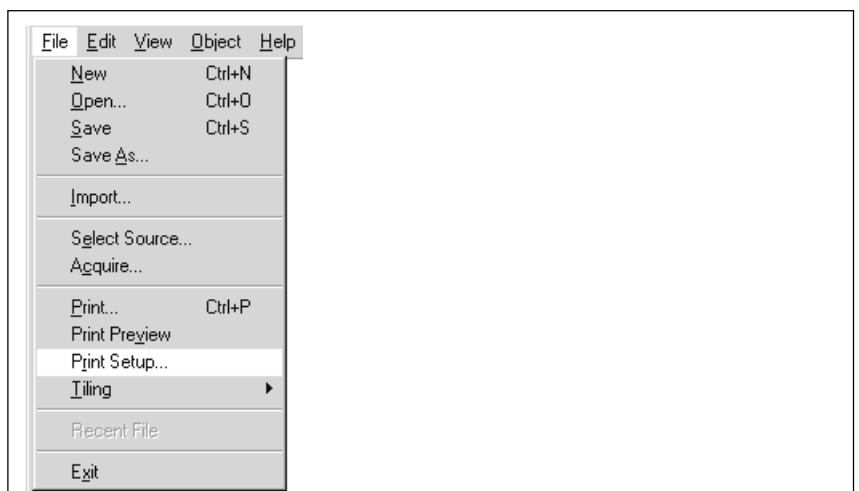 File Edit View Object Help
New Ctrl+N
Open... Ctrl+O
Save Ctrl+S
Save As...
Import...
Select Source...
Acquire...
Print... Ctrl+P
Print Preview
Print Setup...
Tiling
Recent File
Exit